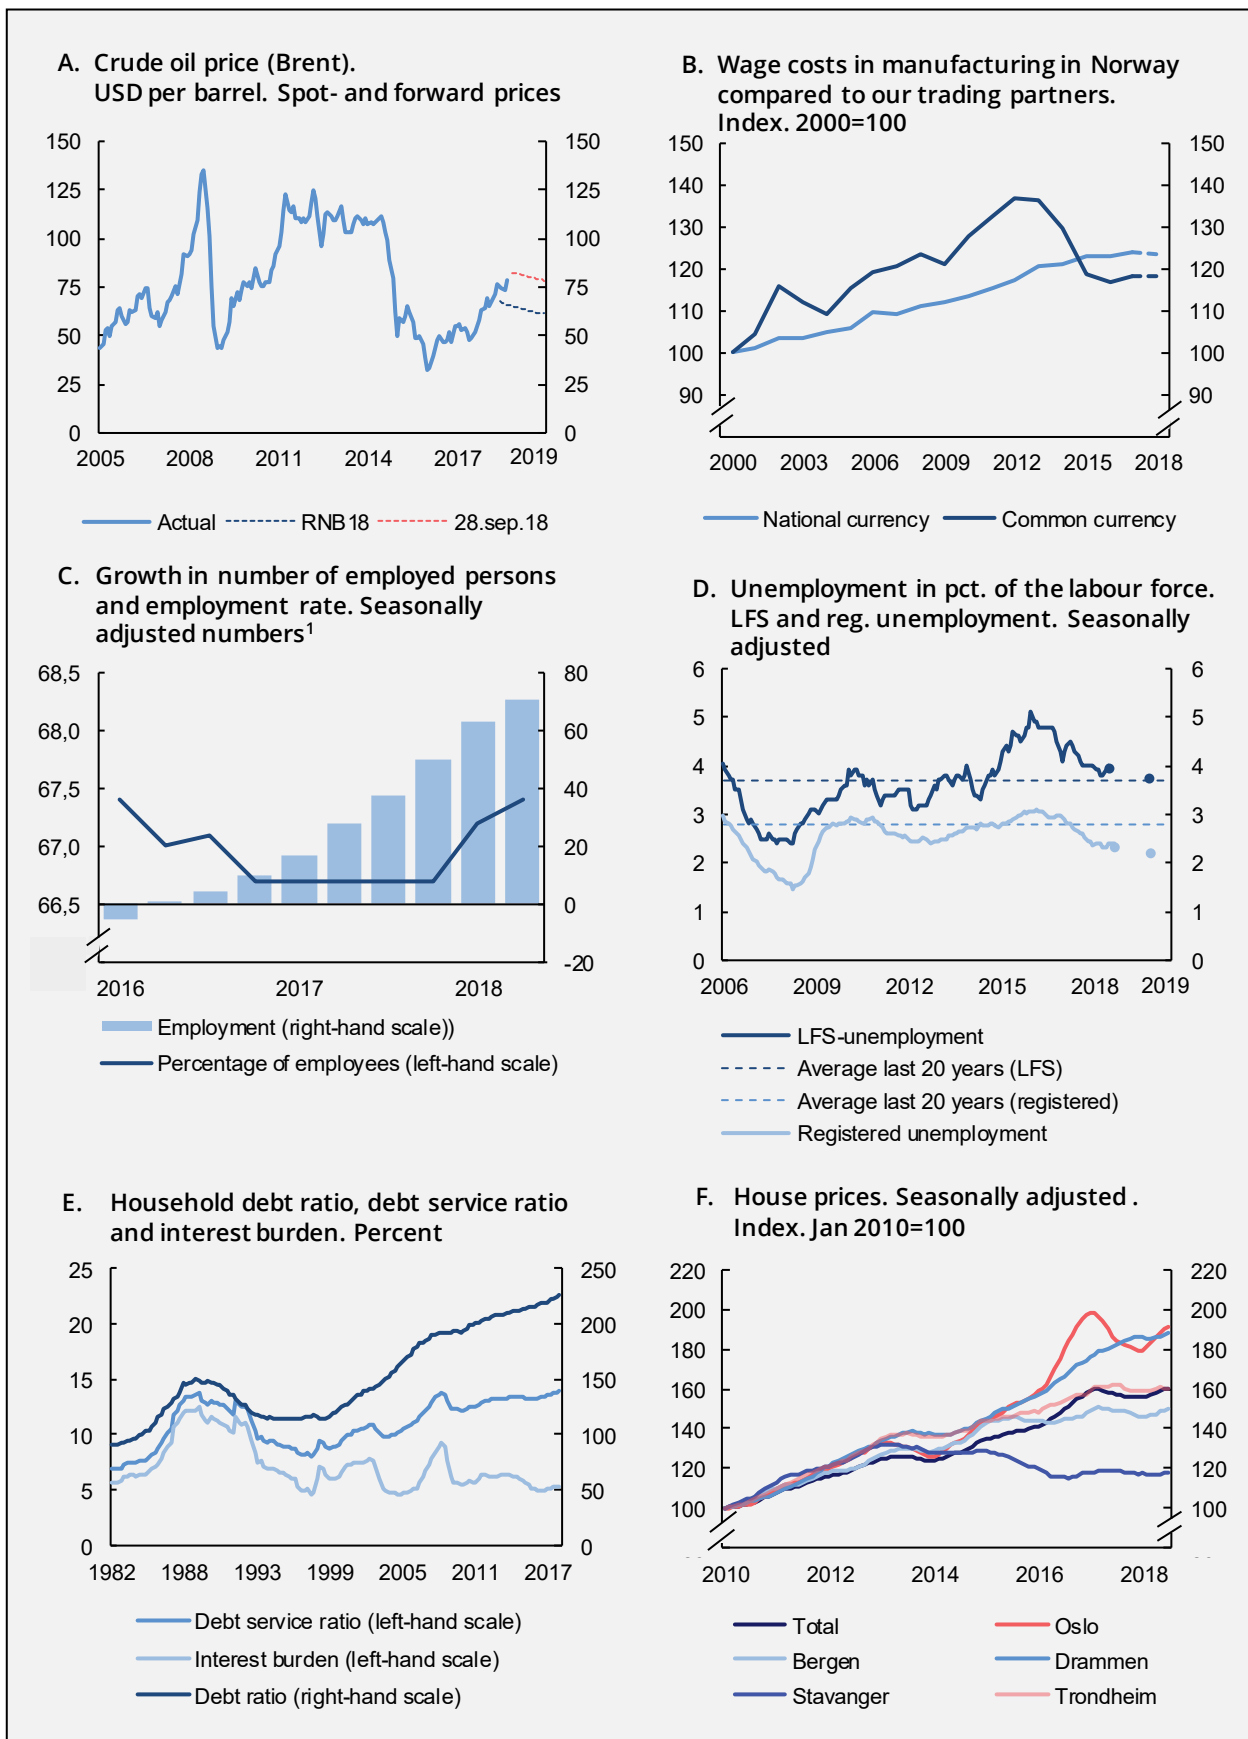 A. Crude oil price (Brent).
USD per barrel. Spot- and forward prices
150 150
125 125
100 100
75 75
50 50
25 25
0 0
2005 2008 2011 2014 2017 2019
Actual RNB18 28.sep.18
B. Wage costs in manufacturing in Norway
compared to our trading partners.
Index. 2000=100
150 150
140 140
130 130
120 120
110 110
100 100
90 90
2000 2003 2006 2009 2012 2015 2018
National currency Common currency
C. Growth in number of employed persons
and employment rate. Seasonally
adjusted numbers1
68,5 80
68,0 60
67,5 40
67,0 20
66,5 0
-20
2016 2017 2018
Employment (right-hand scale))
Percentage of employees (left-hand scale)
D. Unemployment in pct. of the labour force.
LFS and reg. unemployment. Seasonally
adjusted
6 6
5 5
4 4
3 3
2 2
1 1
0 0
2006 2009 2012 2015 2018 2019
LFS-unemployment
Average last 20 years (LFS)
Average last 20 years (registered)
Registered unemployment
E. Household debt ratio, debt service ratio
and interest burden. Percent
25 250
20 200
15 150
10 100
5 50
0 0
1982 1988 1993 1999 2005 2011 2017
Debt service ratio (left-hand scale)
Interest burden (left-hand scale)
Debt ratio (right-hand scale)
F. House prices. Seasonally adjusted .
Index. Jan 2010=100
220 220
200 200
180 180
160 160
140 140
120 120
100 100
2010 2012 2014 2016 2018
Total Oslo
Bergen Drammen
Stavanger Trondheim